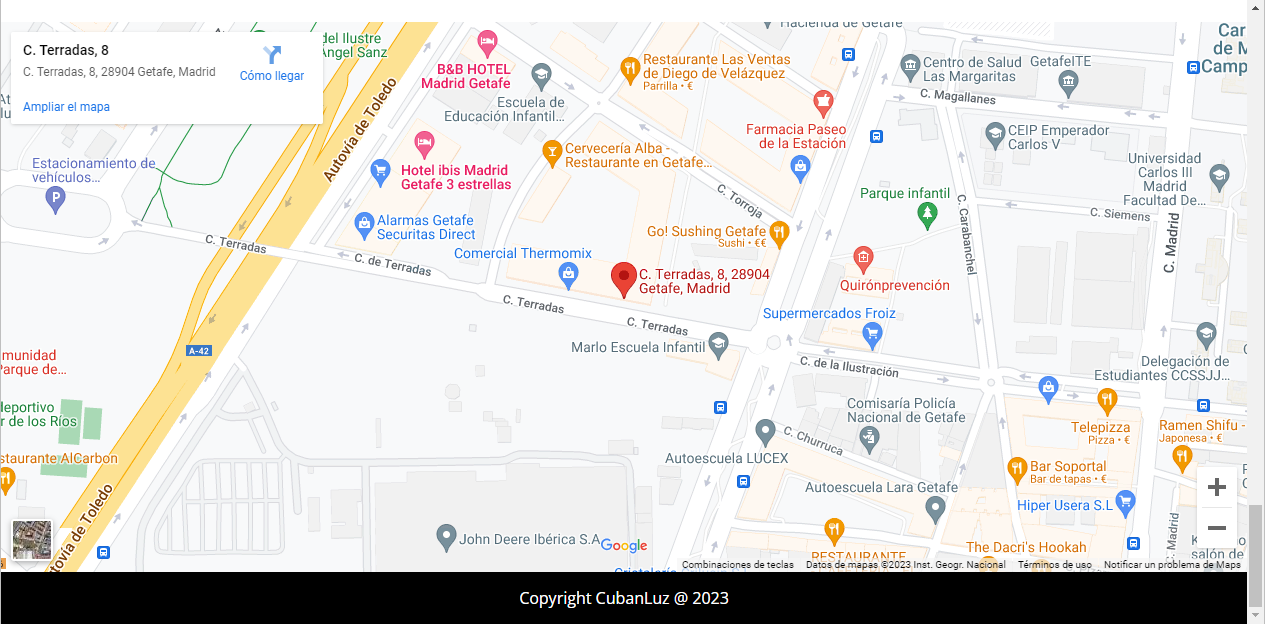 C. Terradas, 8
C. Terradas, 8, 28904 Getafe, Madrid
Cómo llegar
Ampliar el mapa
del Ilustre
Ángel Sanz
Hacienda de Getafe
B&B HOTEL
Madrid Getafe
Escuela de
Educación Infantil...
Restaurante Las Ventas
de Diego de Velázquez
Parrilla • €
Centro de Salud
Las Margaritas
GetafeITE
Car
de M
Camp
C. Magallanes
Autovía de Toledo
Farmacia Paseo
de la Estación
CEIP Emperador
Carlos V
Estacionamiento de
vehículos...
Hotel ibis Madrid
Getafe 3 estrellas
Cervecería Alba -
Restaurante en Getafe...
Universidad
Carlos III
Madrid
Facultad De...
C. Torroja
Parque infantil
C. Siemens
C. Madrid
C. Carabanchel
Alarmas Getafe
Securitas Direct
Go! Sushing Getafe
Sushi • €€
C. Terradas
C. de Terradas
Comercial Thermomix
C. Terradas, 8, 28904
Getafe, Madrid
Quirónprevención
C. Terradas
C. Terradas
Supermercados Froiz
Marlo Escuela Infantil
A-42
munidad
Parque de...
C. de la Ilustración
Delegación de
Estudiantes CCSSJJ...
deportivo
r de los Ríos
Comisaría Policía
Nacional de Getafe
Telepizza
Pizza • €
Ramen Shifu -
Japonesa • €
C. Churruca
staurante AlCarbon
Autoescuela LUCEX
Bar Soportal
Bar de tapas • €
Autoescuela Lara Getafe
Hiper Usera S.L
Autovía de Toledo
John Deere Ibérica S.A
Google
RESTAURANTE
The Dacri's Hookah
Madrid
salón de
Combinaciones de teclas
Datos de mapas ©2023 Inst. Geogr. Nacional
Términos de uso
Notificar un problema de Maps
Copyright CubanLuz @ 2023